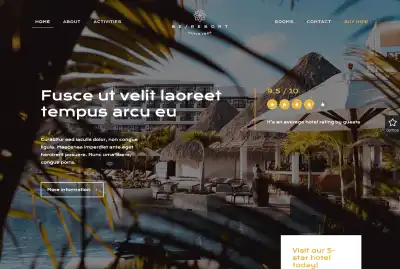 HOME
ABOUT
ACTIVITIES
BE/RESORT
ROOMS
CONTACT
BUY NOW
Fusce ut velit laoreet
tempus arcu eu
9.5 / 10
It's an average hotel rating by guests
Curabitur sed iaculis dolor, non congue
ligula. Maecenas imperdiet ante eget
hendrerit posuere. Nunc urna libero,
congue porta.
More information
Visit our 5-
star hotel
today!